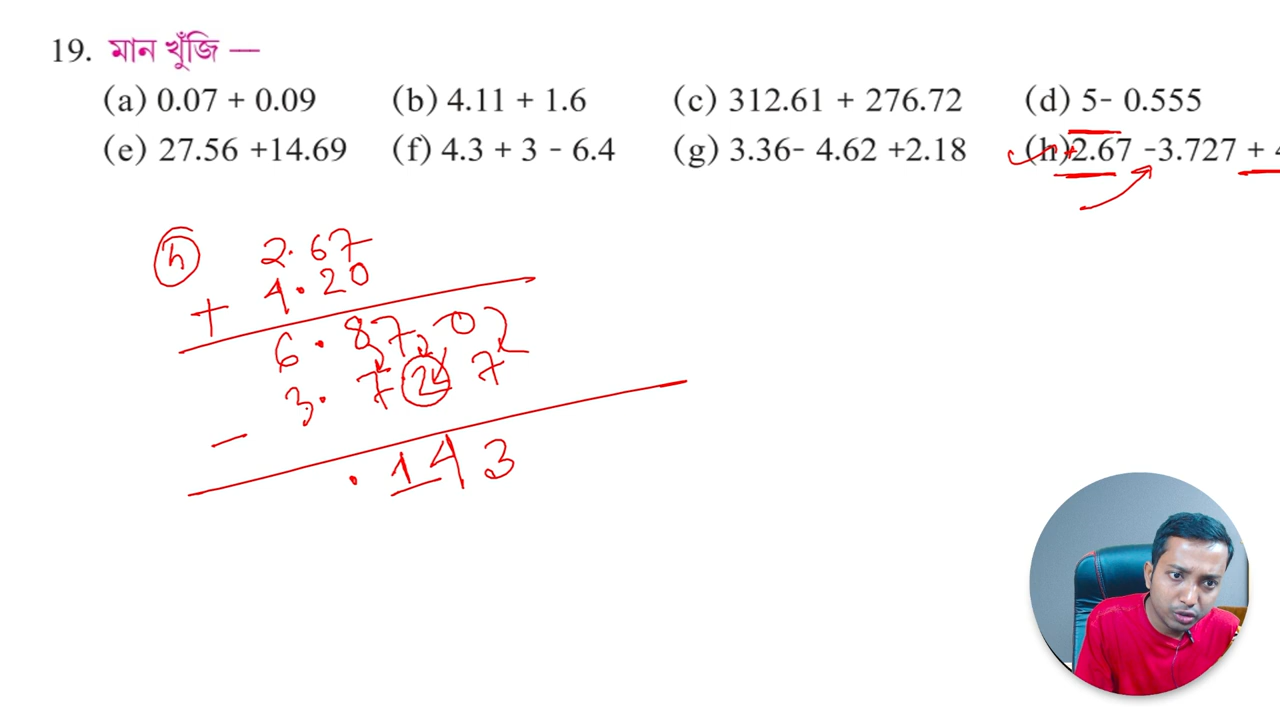 19. মান খুঁজি —
(a) 0.07 + 0.09 (b) 4.11 + 1.6 (c) 312.61 + 276.72 (d) 5- 0.555
(e) 27.56 +14.69 (f) 4.3 + 3 - 6.4 (g) 3.36- 4.62 +2.18 (h) 2.67 -3.727 + 4
(h) 2.67
+ 4.20
6.870
- 3.727
.143